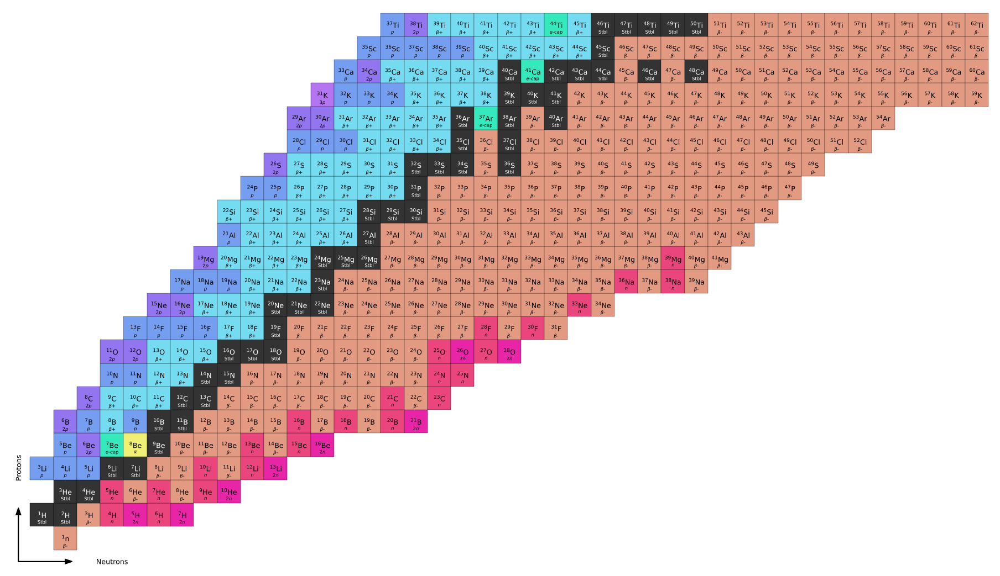 37Ti 38Ti 39Ti 40Ti 41Ti 42Ti 43Ti 44Ti 45Ti 46Ti 47Ti 48Ti 49Ti 50Ti 51Ti 52Ti 53Ti 54Ti 55Ti 56Ti 57Ti 58Ti 59Ti 60Ti 61Ti 62Ti
p 2p β+ β+ β+ β+ β+ e-cap β+ Stbl Stbl Stbl Stbl Stbl β- β- β- β- β- β- β- β- β- β- β- β-
35Sc 36Sc 37Sc 38Sc 39Sc 40Sc 41Sc 42Sc 43Sc 44Sc 45Sc 46Sc 47Sc 48Sc 49Sc 50Sc 51Sc 52Sc 53Sc 54Sc 55Sc 56Sc 57Sc 58Sc 59Sc 60Sc 61Sc
p p p p p β+ β+ β+ β+ β+ Stbl β- β- β- β- β- β- β- β- β- β- β- β- β- β- β- β-
33Ca 34Ca 35Ca 36Ca 37Ca 38Ca 39Ca 40Ca 41Ca 42Ca 43Ca 44Ca 45Ca 46Ca 47Ca 48Ca 49Ca 50Ca 51Ca 52Ca 53Ca 54Ca 55Ca 56Ca 57Ca 58Ca 59Ca 60Ca
p 2p β+ β+ β+ β+ β+ Stbl e-cap Stbl Stbl Stbl β- Stbl β- Stbl β- β- β- β- β- β- β- β- β- β- β- β-
31K 32K 33K 34K 35K 36K 37K 38K 39K 40K 41K 42K 43K 44K 45K 46K 47K 48K 49K 50K 51K 52K 53K 54K 55K 56K 57K 58K 59K
3p p p p β+ β+ β+ β+ Stbl Stbl Stbl β- β- β- β- β- β- β- β- β- β- β- β- β- β- β- β- β- β-
29Ar 30Ar 31Ar 32Ar 33Ar 34Ar 35Ar 36Ar 37Ar 38Ar 39Ar 40Ar 41Ar 42Ar 43Ar 44Ar 45Ar 46Ar 47Ar 48Ar 49Ar 50Ar 51Ar 52Ar 53Ar 54Ar
2p 2p β+ β+ β+ β+ β+ Stbl e-cap Stbl β- Stbl β- β- β- β- β- β- β- β- β- β- β- β- β- β-
28Cl 29Cl 30Cl 31Cl 32Cl 33Cl 34Cl 35Cl 36Cl 37Cl 38Cl 39Cl 40Cl 41Cl 42Cl 43Cl 44Cl 45Cl 46Cl 47Cl 48Cl 49Cl 50Cl 51Cl 52Cl
p p p β+ β+ β+ β+ Stbl β- Stbl β- β- β- β- β- β- β- β- β- β- β- β- β- β- β-
26S 27S 28S 29S 30S 31S 32S 33S 34S 35S 36S 37S 38S 39S 40S 41S 42S 43S 44S 45S 46S 47S 48S 49S
2p β+ β+ β+ β+ β+ Stbl Stbl Stbl β- Stbl β- β- β- β- β- β- β- β- β- β- β- β- β-
24P 25P 26P 27P 28P 29P 30P 31P 32P 33P 34P 35P 36P 37P 38P 39P 40P 41P 42P 43P 44P 45P 46P 47P
p p β+ β+ β+ β+ β+ Stbl β- β- β- β- β- β- β- β- β- β- β- β- β- β- β- β-
22Si 23Si 24Si 25Si 26Si 27Si 28Si 29Si 30Si 31Si 32Si 33Si 34Si 35Si 36Si 37Si 38Si 39Si 40Si 41Si 42Si 43Si 44Si 45Si
β+ β+ β+ β+ β+ β+ Stbl Stbl Stbl β- β- β- β- β- β- β- β- β- β- β- β- β- β- β-
21Al 22Al 23Al 24Al 25Al 26Al 27Al 28Al 29Al 30Al 31Al 32Al 33Al 34Al 35Al 36Al 37Al 38Al 39Al 40Al 41Al 42Al 43Al
p β+ β+ β+ β+ β+ Stbl β- β- β- β- β- β- β- β- β- β- β- β- β- β- β- β-
19Mg 20Mg 21Mg 22Mg 23Mg 24Mg 25Mg 26Mg 27Mg 28Mg 29Mg 30Mg 31Mg 32Mg 33Mg 34Mg 35Mg 36Mg 37Mg 38Mg 39Mg 40Mg 41Mg
2p β+ β+ β+ β+ Stbl Stbl Stbl β- β- β- β- β- β- β- β- β- β- β- β- n β- β-
17Na 18Na 19Na 20Na 21Na 22Na 23Na 24Na 25Na 26Na 27Na 28Na 29Na 30Na 31Na 32Na 33Na 34Na 35Na 36Na 37Na 38Na 39Na
p p p β+ β+ β+ Stbl β- β- β- β- β- β- β- β- β- β- β- β- n β- n β-
15Ne 16Ne 17Ne 18Ne 19Ne 20Ne 21Ne 22Ne 23Ne 24Ne 25Ne 26Ne 27Ne 28Ne 29Ne 30Ne 31Ne 32Ne 33Ne 34Ne
2p 2p β+ β+ β+ Stbl Stbl Stbl β- β- β- β- β- β- β- β- β- β- n β-
13F 14F 15F 16F 17F 18F 19F 20F 21F 22F 23F 24F 25F 26F 27F 28F 29F 30F 31F
p p p p β+ β+ Stbl β- β- β- β- β- β- β- β- n β- n β-
11O 12O 13O 14O 15O 16O 17O 18O 19O 20O 21O 22O 23O 24O 25O 26O 27O 28O
2p 2p β+ β+ β+ Stbl Stbl Stbl β- β- β- β- β- β- n 2n n 2n
10N 11N 12N 13N 14N 15N 16N 17N 18N 19N 20N 21N 22N 23N 24N 25N
p p β+ β+ Stbl Stbl β- β- β- β- β- β- β- β- n n
8C 9C 10C 11C 12C 13C 14C 15C 16C 17C 18C 19C 20C 21C 22C 23C
2p β+ β+ β+ Stbl Stbl β- β- β- β- β- β- β- n β- n
6B 7B 8B 9B 10B 11B 12B 13B 14B 15B 16B 17B 18B 19B 20B 21B
2p p β+ p Stbl Stbl β- β- β- β- n β- n β- n 2n
5Be 6Be 7Be 8Be 9Be 10Be 11Be 12Be 13Be 14Be 15Be 16Be
p 2p e-cap α Stbl β- β- β- n β- n 2n
3Li 4Li 5Li 6Li 7Li 8Li 9Li 10Li 11Li 12Li 13Li
p p p Stbl Stbl β- β- n β- n 2n
3He 4He 5He 6He 7He 8He 9He 10He
Stbl Stbl n β- n β- n 2n
1H 2H 3H 4H 5H 6H 7H
Stbl Stbl β- n 2n n 2n
1n
β-
Protons
Neutrons